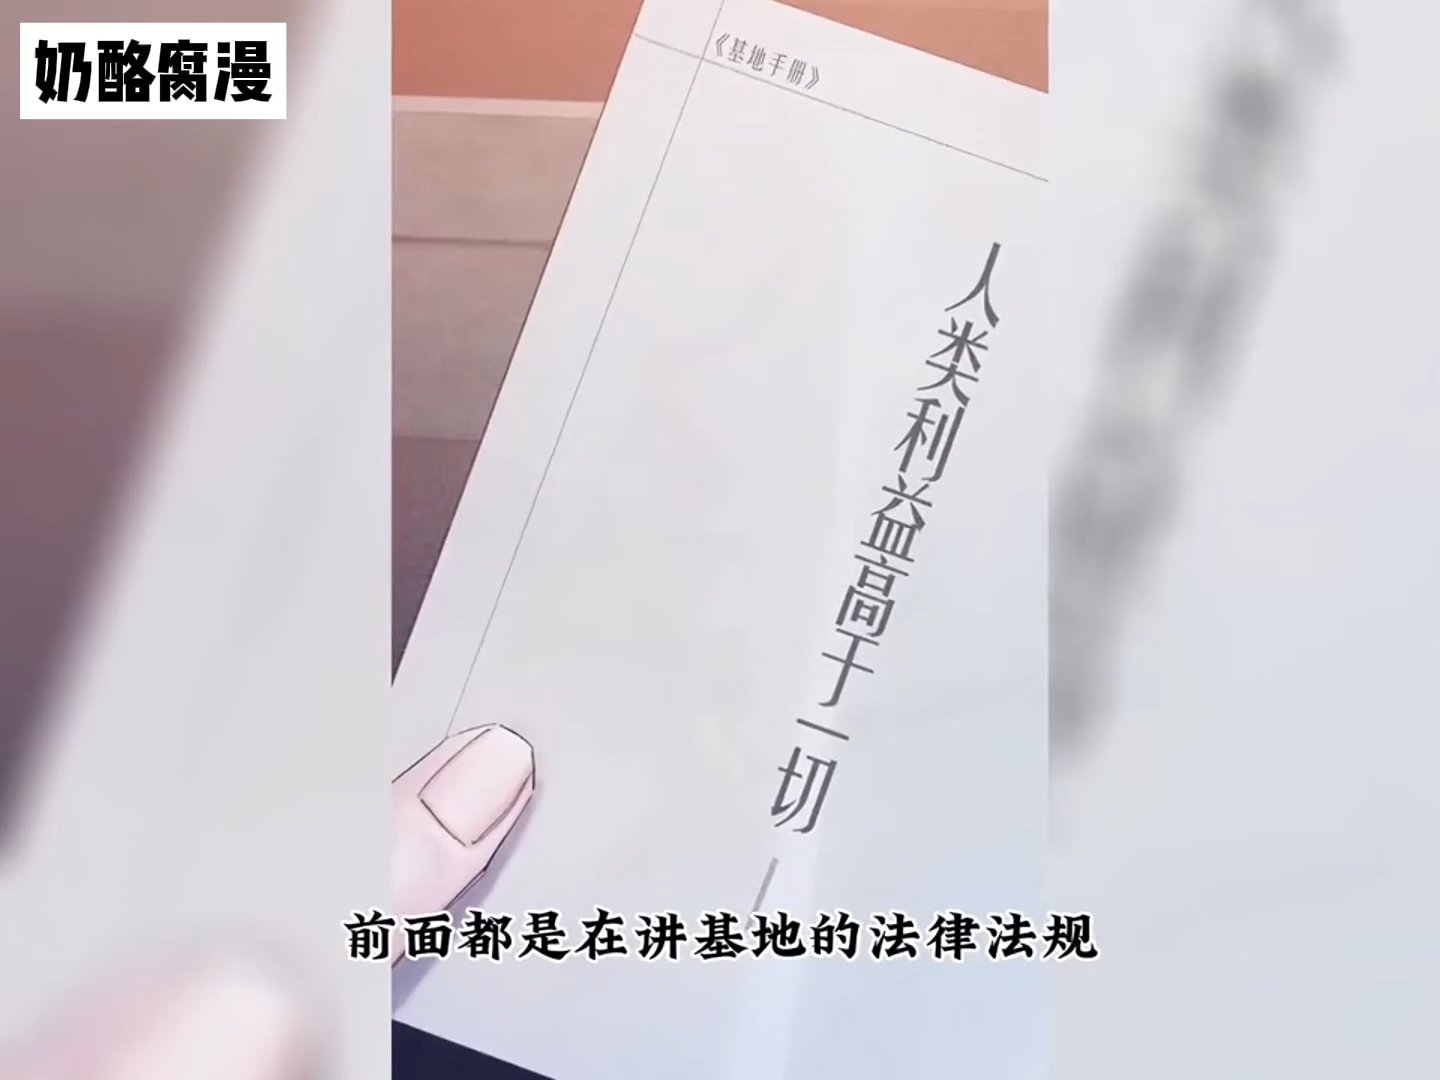 奶酪腐漫
《基地手册》
人类利益高于一切
前面都是在讲基地的法律法规